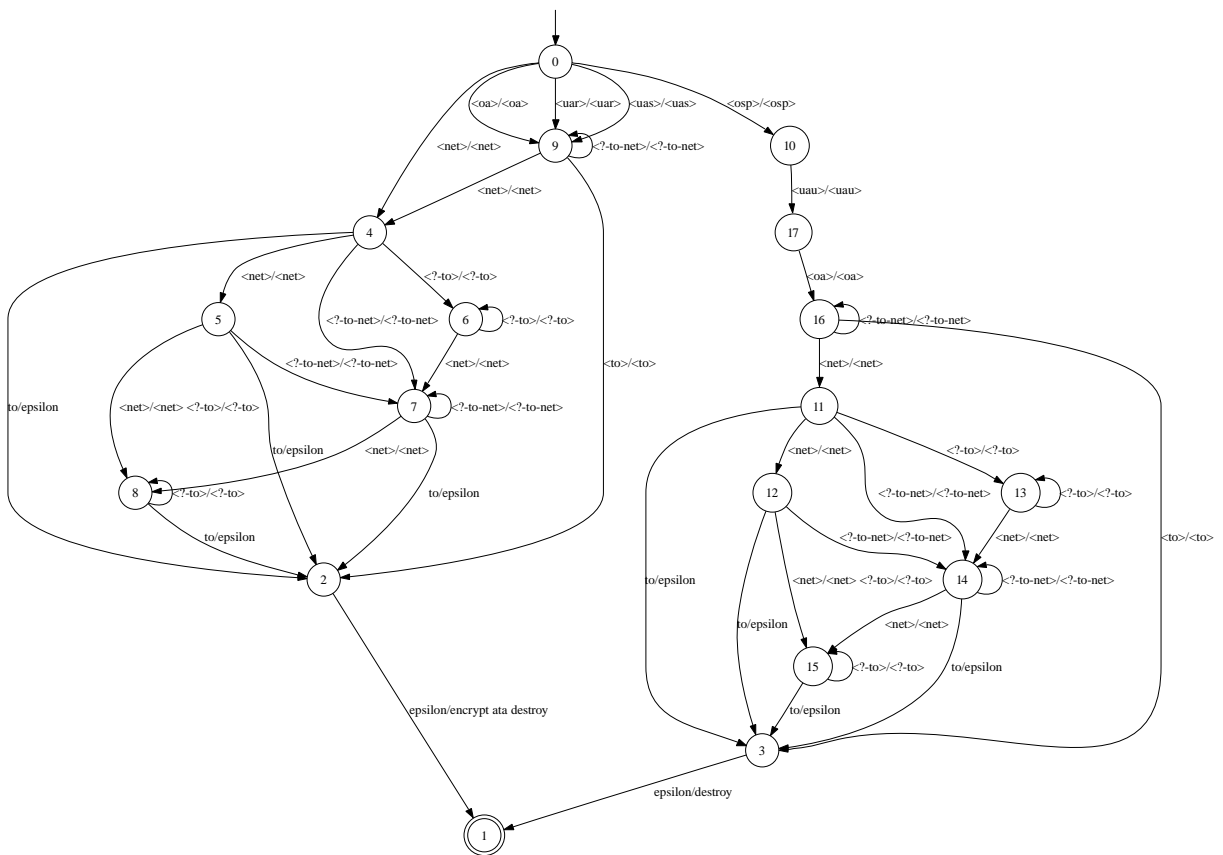 0
<oa>/<oa>
<uar>/<uar>
<uas>/<uas>
<osp>/<osp>
<net>/<net>
9
<?-to-net>/<?-to-net>
10
<net>/<net>
<uau>/<uau>
4
17
<net>/<net>
<?-to>/<?-to>
<oa>/<oa>
5
<?-to-net>/<?-to-net>
6
<?-to>/<?-to>
16
<?-to-net>/<?-to-net>
<?-to-net>/<?-to-net>
<net>/<net>
<to>/<to>
<net>/<net>
to/epsilon
<net>/<net> <?-to>/<?-to>
7
<?-to-net>/<?-to-net>
11
to/epsilon
<net>/<net>
<net>/<net>
<?-to>/<?-to>
8
<?-to>/<?-to>
to/epsilon
12
<?-to-net>/<?-to-net>
13
<?-to>/<?-to>
to/epsilon
<?-to-net>/<?-to-net>
<net>/<net>
<to>/<to>
2
to/epsilon
<net>/<net> <?-to>/<?-to>
14
<?-to-net>/<?-to-net>
to/epsilon
<net>/<net>
15
<?-to>/<?-to>
to/epsilon
epsilon/encrypt ata destroy
to/epsilon
3
epsilon/destroy
1